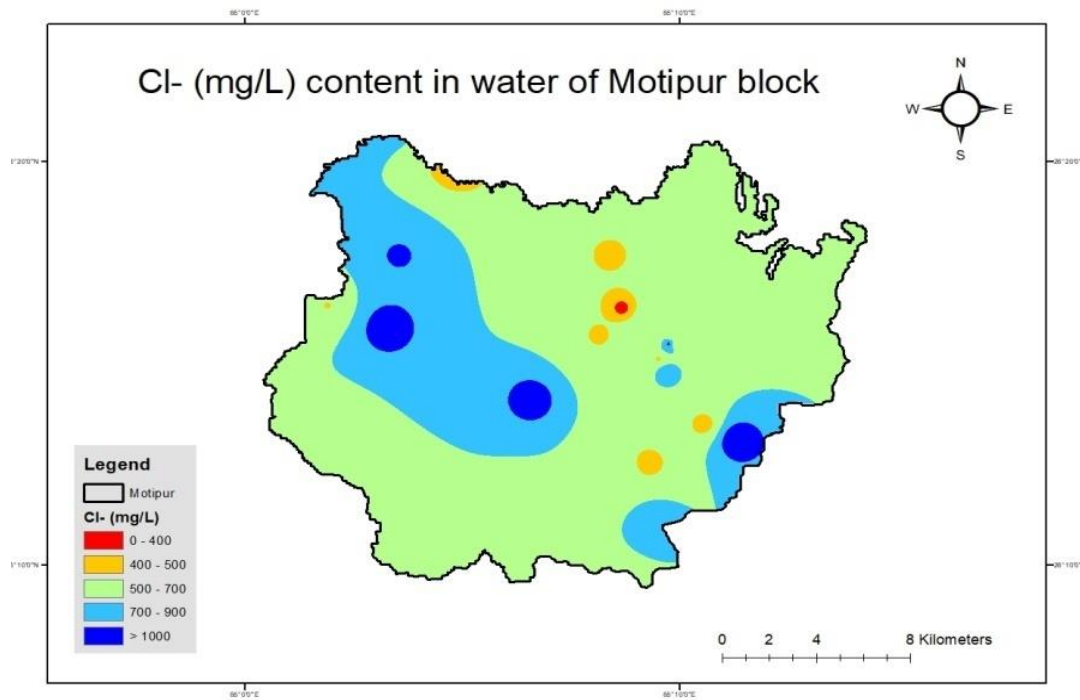 Cl- (mg/L) content in water of Motipur block
N
W E
S
Legend
Motipur
Cl- (mg/L)
0 - 400
400 - 500
500 - 700
700 - 900
> 1000
0 2 4 8 Kilometers